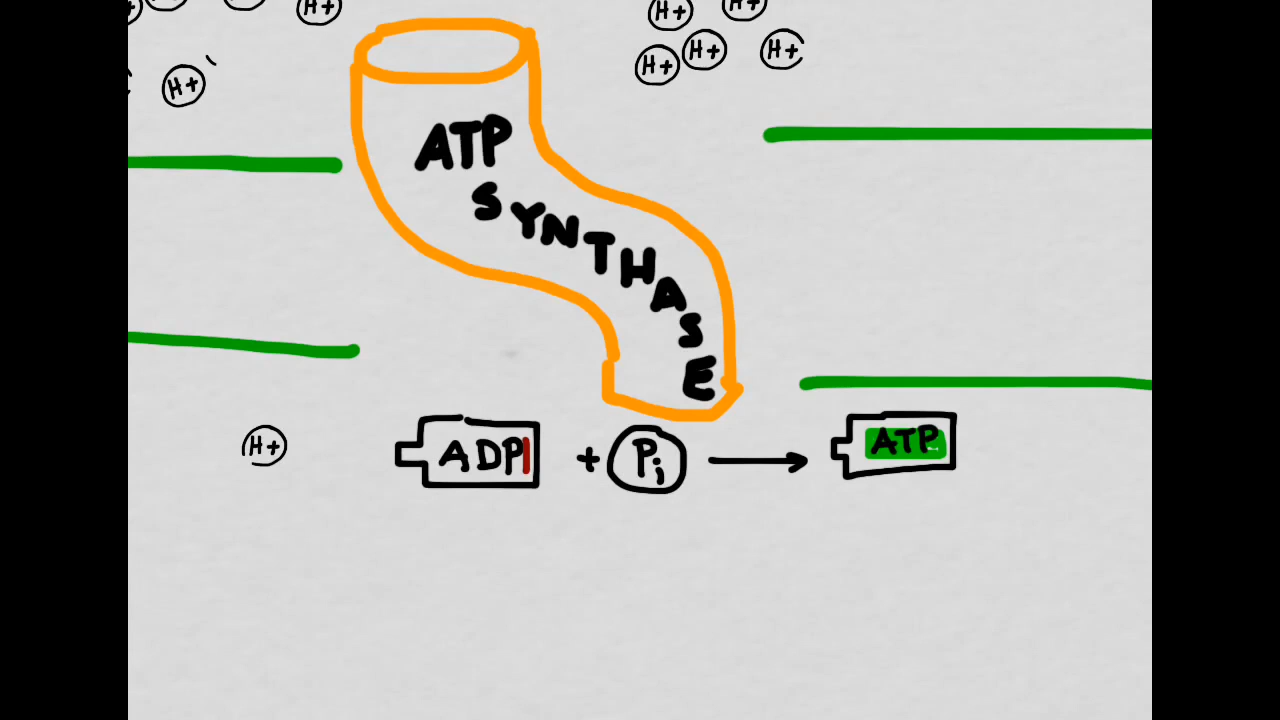 H+
H+
H+
H+
H+
H+
H+
ATP
SYNTHASE
H+
ADP + Pi → ATP